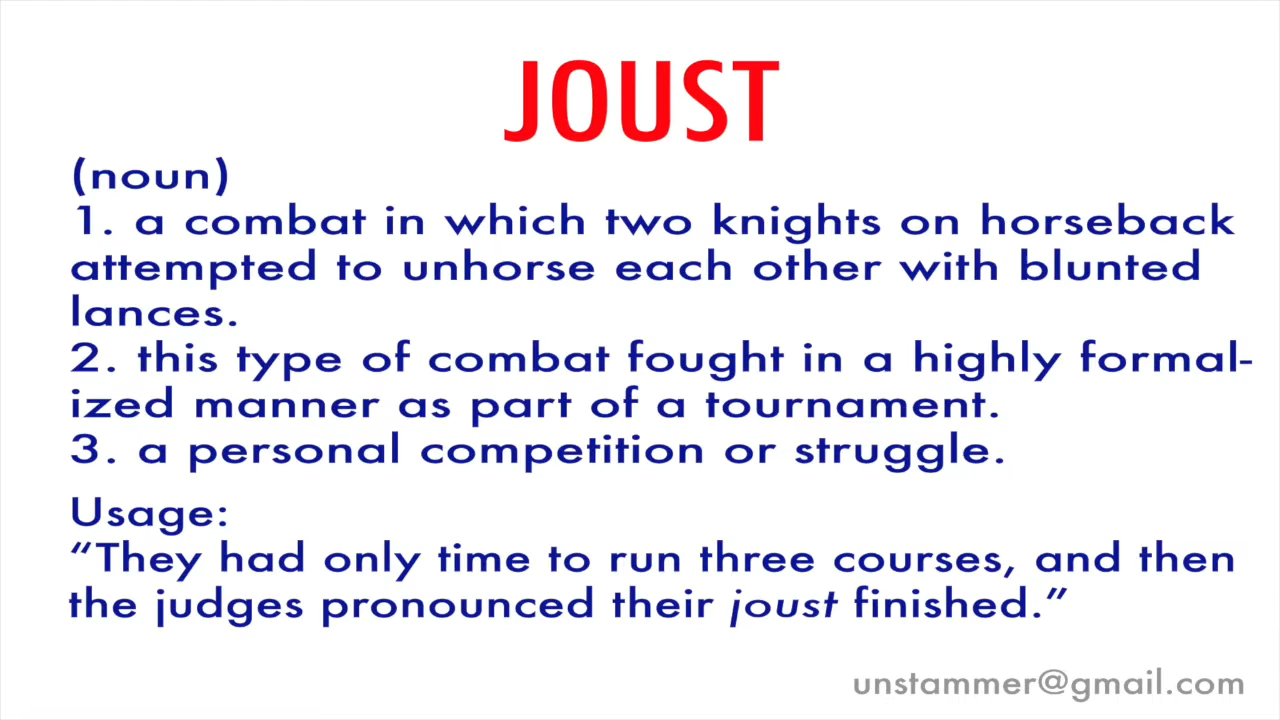 JOUST
(noun)
1. a combat in which two knights on horseback
attempted to unhorse each other with blunted
lances.
2. this type of combat fought in a highly formal-
ized manner as part of a tournament.
3. a personal competition or struggle.
Usage:
“They had only time to run three courses, and then
the judges pronounced their joust finished.”
unstammer@gmail.com